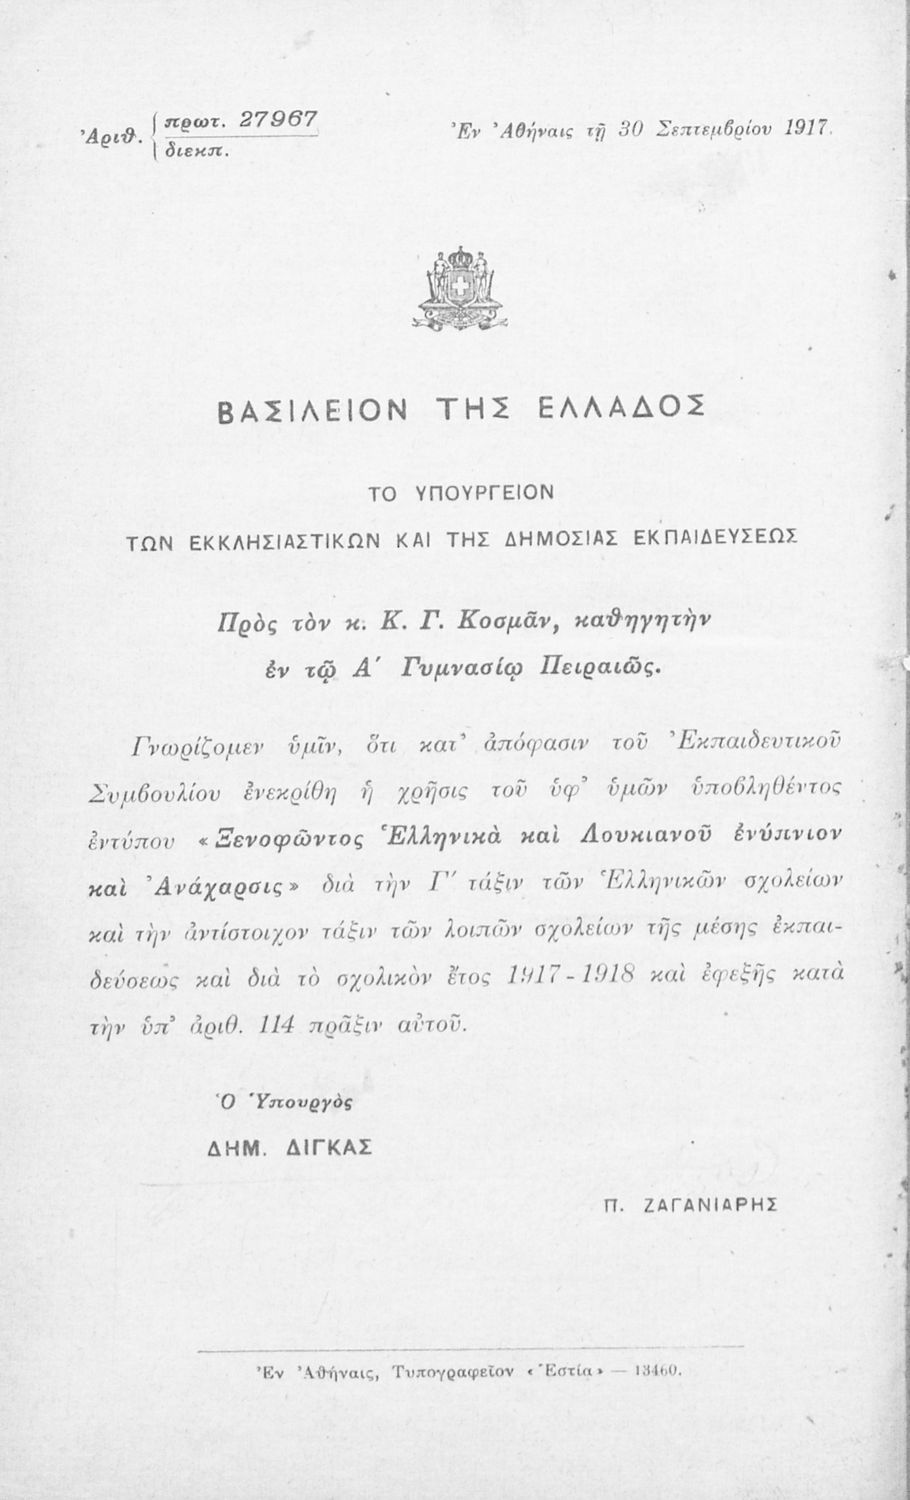 Ἀριθ. πρωτ. 27967
διεκπ.
Ἐν Ἀθήναις τῇ 30 Σεπτεμβρίου 1917.
ΒΑΣΙΛΕΙΟΝ ΤΗΣ ΕΛΛΑΔΟΣ
ΤΟ ΥΠΟΥΡΓΕΙΟΝ
ΤΩΝ ΕΚΚΛΗΣΙΑΣΤΙΚΩΝ ΚΑΙ ΤΗΣ ΔΗΜΟΣΙΑΣ ΕΚΠΑΙΔΕΥΣΕΩΣ
Πρὸς τὸν κ. Κ. Γ. Κοσμᾶν, καθηγητὴν
ἐν τῷ Α΄ Γυμνασίῳ Πειραιῶς.
Γνωρίζομεν ὑμῖν, ὅτι κατ’ ἀπόφασιν τοῦ Ἐκπαιδευτικοῦ
Συμβουλίου ἐνεκρίθη ἡ χρῆσις τοῦ ὑφ’ ὑμῶν ὑποβληθέντος
ἐντύπου «Ξενοφῶντος Ἑλληνικὰ καὶ Λουκιανοῦ ἐνύπνιον
καὶ Ἀνάχαρσις» διὰ τὴν Γ΄ τάξιν τῶν Ἑλληνικῶν σχολείων
καὶ τὴν ἀντίστοιχον τάξιν τῶν λοιπῶν σχολείων τῆς μέσης ἐκπαι-
δεύσεως καὶ διὰ τὸ σχολικὸν ἔτος 1917-1918 καὶ ἐφεξῆς κατὰ
τὴν ὑπ’ ἀριθ. 114 πρᾶξιν αὐτοῦ.
Ὁ Ὑπουργὸς
ΔΗΜ. ΔΙΓΚΑΣ
Π. ΖΑΓΑΝΙΑΡΗΣ
Ἐν Ἀθήναις, Τυπογραφεῖον «Ἑστία» — 13460.